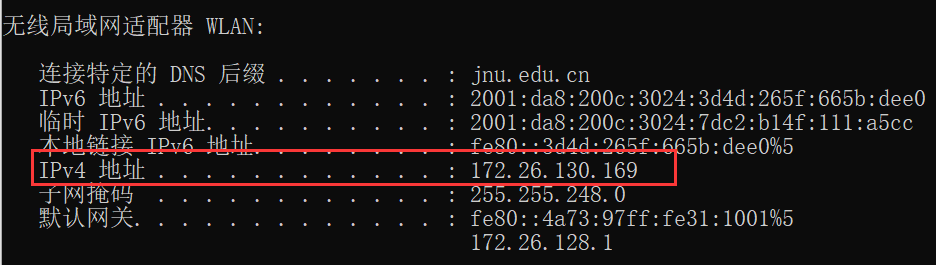 无线局域网适配器 WLAN:
连接特定的 DNS 后缀 . . . . . . . : jnu.edu.cn
IPv6 地址 . . . . . . . . . . . . : 2001:da8:200c:3024:3d4d:265f:665b:dee0
临时 IPv6 地址. . . . . . . . . . : 2001:da8:200c:3024:7dc2:b14f:111:a5cc
本地链接 IPv6 地址. . . . . . . . : fe80::3d4d:265f:665b:dee0%5
IPv4 地址 . . . . . . . . . . . . : 172.26.130.169
子网掩码  . . . . . . . . . . . . : 255.255.248.0
默认网关. . . . . . . . . . . . . : fe80::4a73:97ff:fe31:1001%5
172.26.128.1